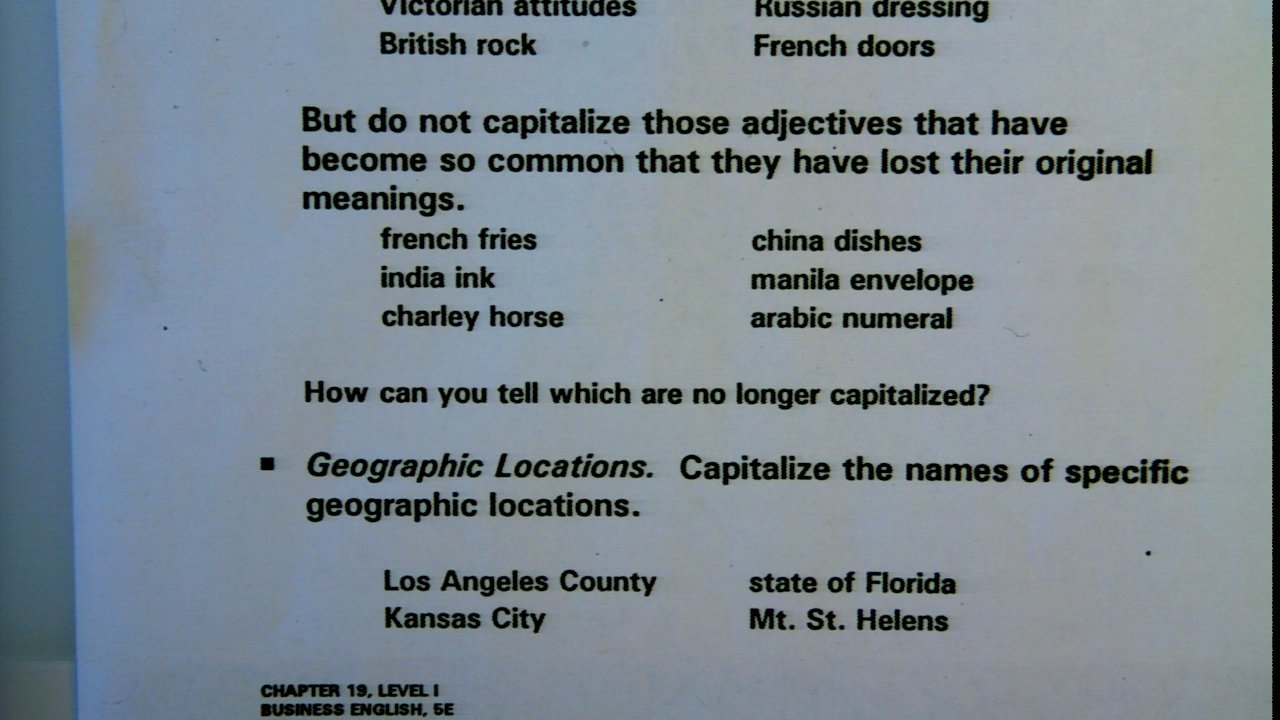 Victorian attitudes Russian dressing
British rock French doors
But do not capitalize those adjectives that have
become so common that they have lost their original
meanings.
french fries china dishes
india ink manila envelope
charley horse arabic numeral
How can you tell which are no longer capitalized?
▪ Geographic Locations. Capitalize the names of specific
geographic locations.
Los Angeles County state of Florida
Kansas City Mt. St. Helens
CHAPTER 19, LEVEL I
BUSINESS ENGLISH, 5E